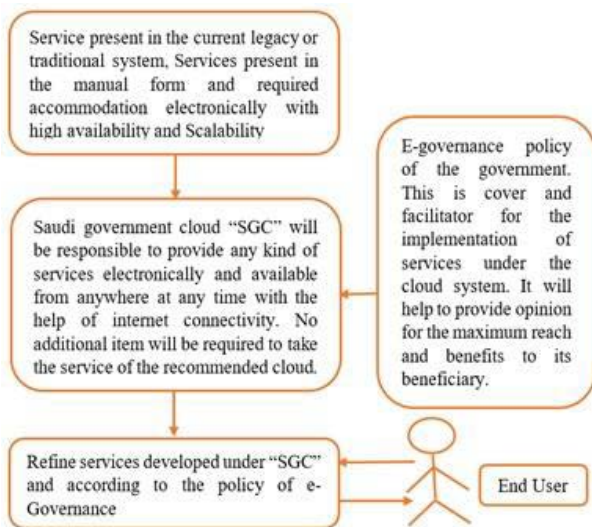 Service present in the current legacy or
traditional system, Services present in
the manual form and required
accommodation electronically with
high availability and Scalability
E-governance policy
of the government.
This is cover and
facilitator for the
implementation of
services under the
cloud system. It will
help to provide opinion
for the maximum reach
and benefits to its
beneficiary.
Saudi government cloud “SGC” will
be responsible to provide any kind of
services electronically and available
from anywhere at any time with the
help of internet connectivity. No
additional item will be required to take
the service of the recommended cloud.
Refine services developed under “SGC”
and according to the policy of e-
Governance
End User